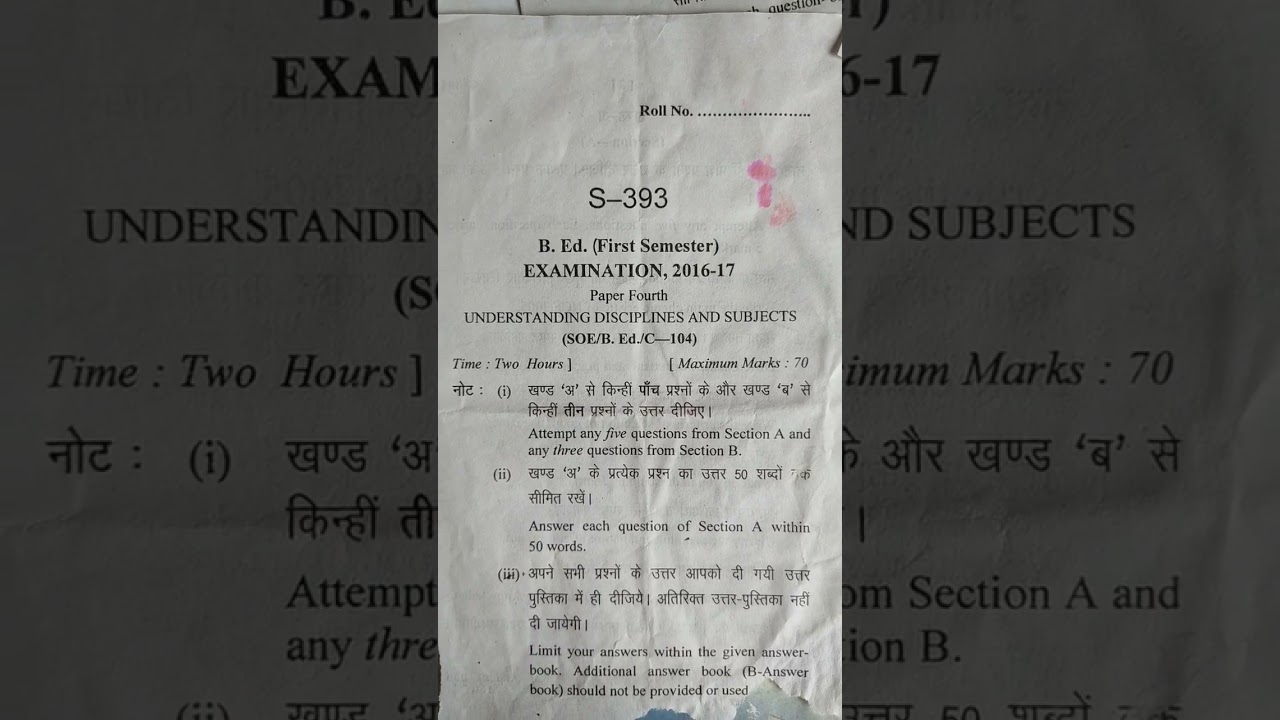 Roll No. ........................
S–393
B. Ed. (First Semester)
EXAMINATION, 2016-17
Paper Fourth
UNDERSTANDING DISCIPLINES AND SUBJECTS
(SOE/B. Ed./C—104)
Time : Two Hours ] [ Maximum Marks : 70
नोट : (i) खण्ड ‘अ’ से किन्हीं पाँच प्रश्नों के और खण्ड ‘ब’ से
किन्हीं तीन प्रश्नों के उत्तर दीजिए।
Attempt any five questions from Section A and
any three questions from Section B.
(ii) खण्ड ‘अ’ के प्रत्येक प्रश्न का उत्तर 50 शब्दों तक
सीमित रखें।
Answer each question of Section A within
50 words.
(iii) अपने सभी प्रश्नों के उत्तर आपको दी गयी उत्तर
पुस्तिका में ही दीजिये। अतिरिक्त उत्तर-पुस्तिका नहीं
दी जायेगी।
Limit your answers within the given answer-
book. Additional answer book (B-Answer
book) should not be provided or used